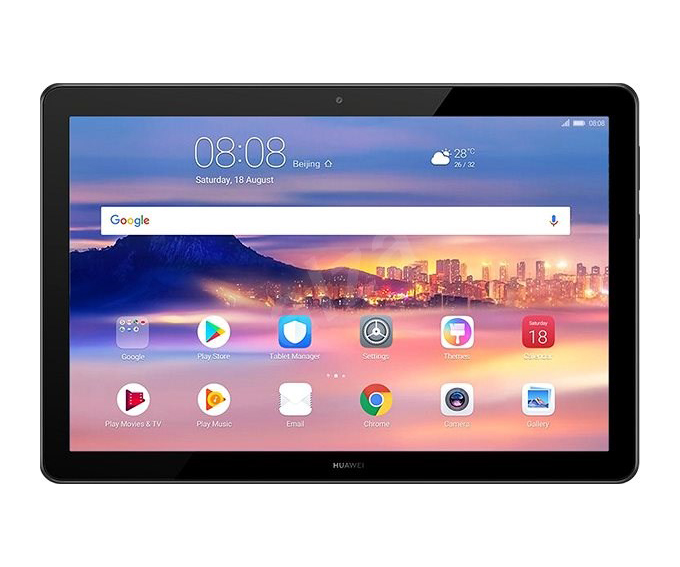 08:08
08:08 Beijing
Saturday, 18 August
28°C
26 / 32
Google
Google Play Store Tablet Manager Settings Themes Calendar
Saturday
18
Play Movies & TV Play Music Email Chrome Camera Gallery
HUAWEI